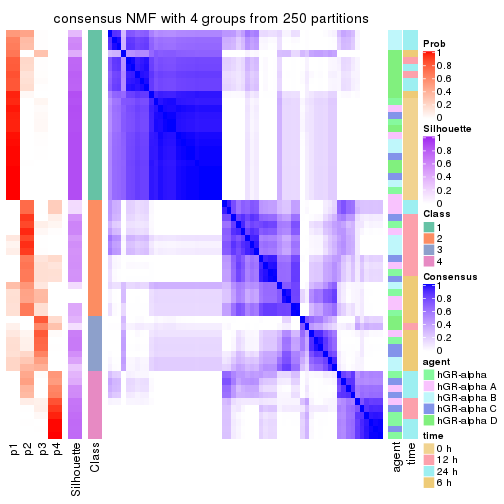 consensus NMF with 4 groups from 250 partitions
Prob
1
0.8
0.6
0.4
0.2
0
Silhouette
1
0.8
0.6
0.4
0.2
0
Class
1
2
3
4
Consensus
1
0.8
0.6
0.4
0.2
0
agent
hGR-alpha
hGR-alpha A
hGR-alpha B
hGR-alpha C
hGR-alpha D
time
0 h
12 h
24 h
6 h
p1
p2
p3
p4
Silhouette
Class
agent
time